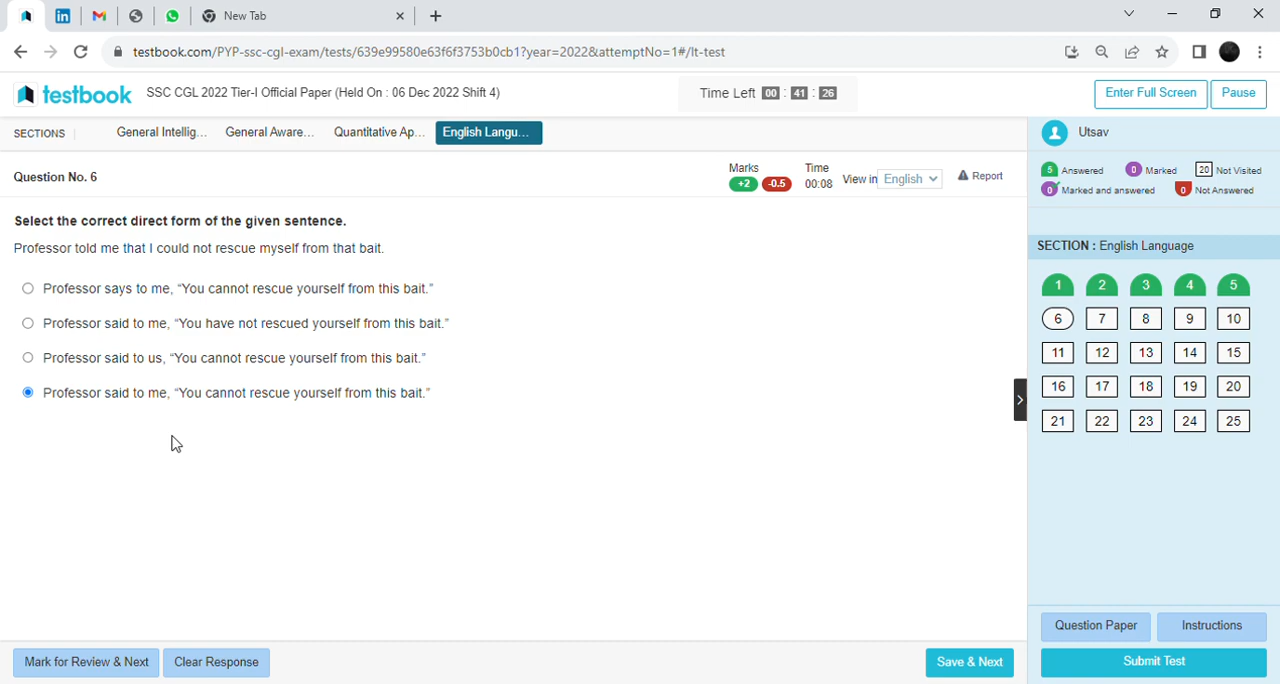 New Tab
testbook.com/PYP-ssc-cgl-exam/tests/639e99580e63f6f3753b0cb1?year=2022&attemptNo=1#/lt-test
testbook SSC CGL 2022 Tier-I Official Paper (Held On : 06 Dec 2022 Shift 4) Time Left 00 : 41 : 26 Enter Full Screen Pause
SECTIONS General Intellig... General Aware... Quantitative Ap... English Langu... Utsav
Question No. 6 Marks +2 -0.5 Time 00:08 View in English Report
5 Answered 0 Marked 20 Not Visited
0 Marked and answered 0 Not Answered
Select the correct direct form of the given sentence.
Professor told me that I could not rescue myself from that bait.
Professor says to me, “You cannot rescue yourself from this bait.”
Professor said to me, “You have not rescued yourself from this bait.”
Professor said to us, “You cannot rescue yourself from this bait.”
Professor said to me, “You cannot rescue yourself from this bait.”
SECTION : English Language
1 2 3 4 5
6 7 8 9 10
11 12 13 14 15
16 17 18 19 20
21 22 23 24 25
Question Paper Instructions
Mark for Review & Next Clear Response Save & Next Submit Test